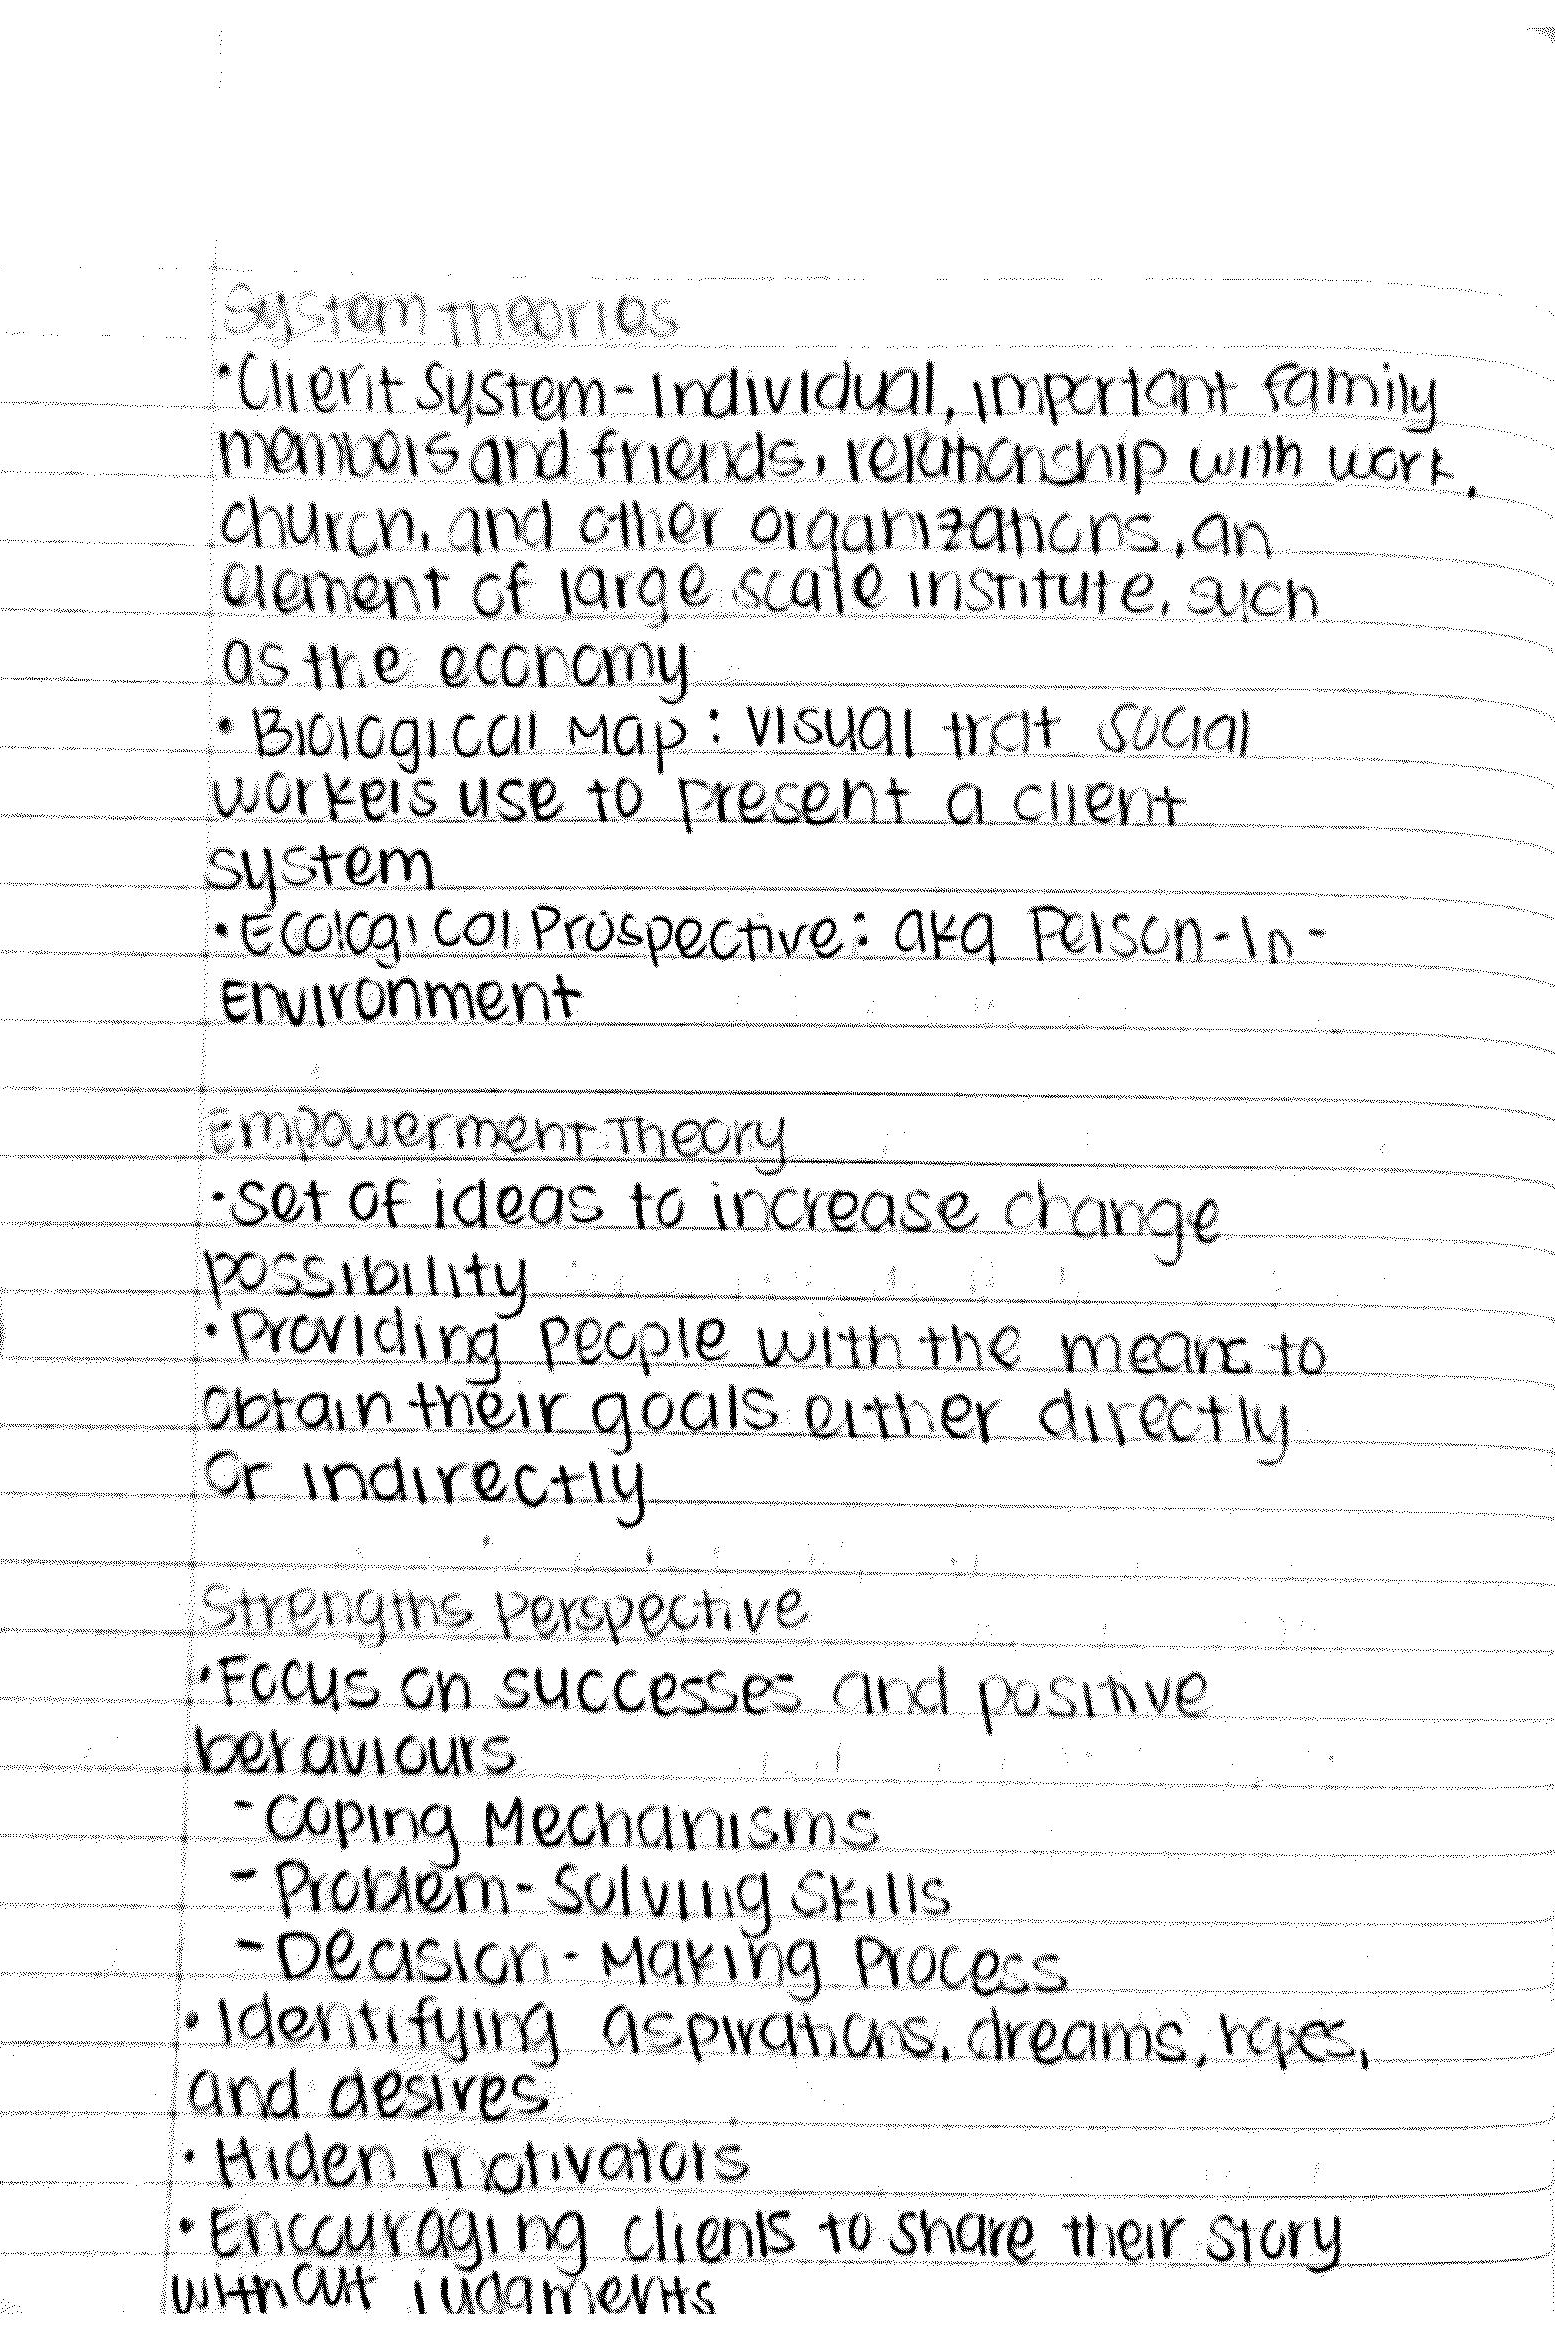 System Theories
•Client System- Individual, important family
members and friends, relationship with work,
church, and other organizations, an
element of large scale institute, such
as the economy
• Biological Map: visual that social
workers use to present a client
system
• Ecological Prospective: aka Person-In-
Environment
Empowerment Theory
•set of ideas to increase change
possibility
•Providing people with the means to
obtain their goals either directly
or indirectly
Strengths Perspective
•Focus on successes and positive
behaviours
-Coping Mechanisms
- Problem-Solving Skills
-Decision-Making Process
•Identifying aspirations, dreams, hopes,
and desires
• Hiden motivators
•Encouraging clients to share their story
without judgments